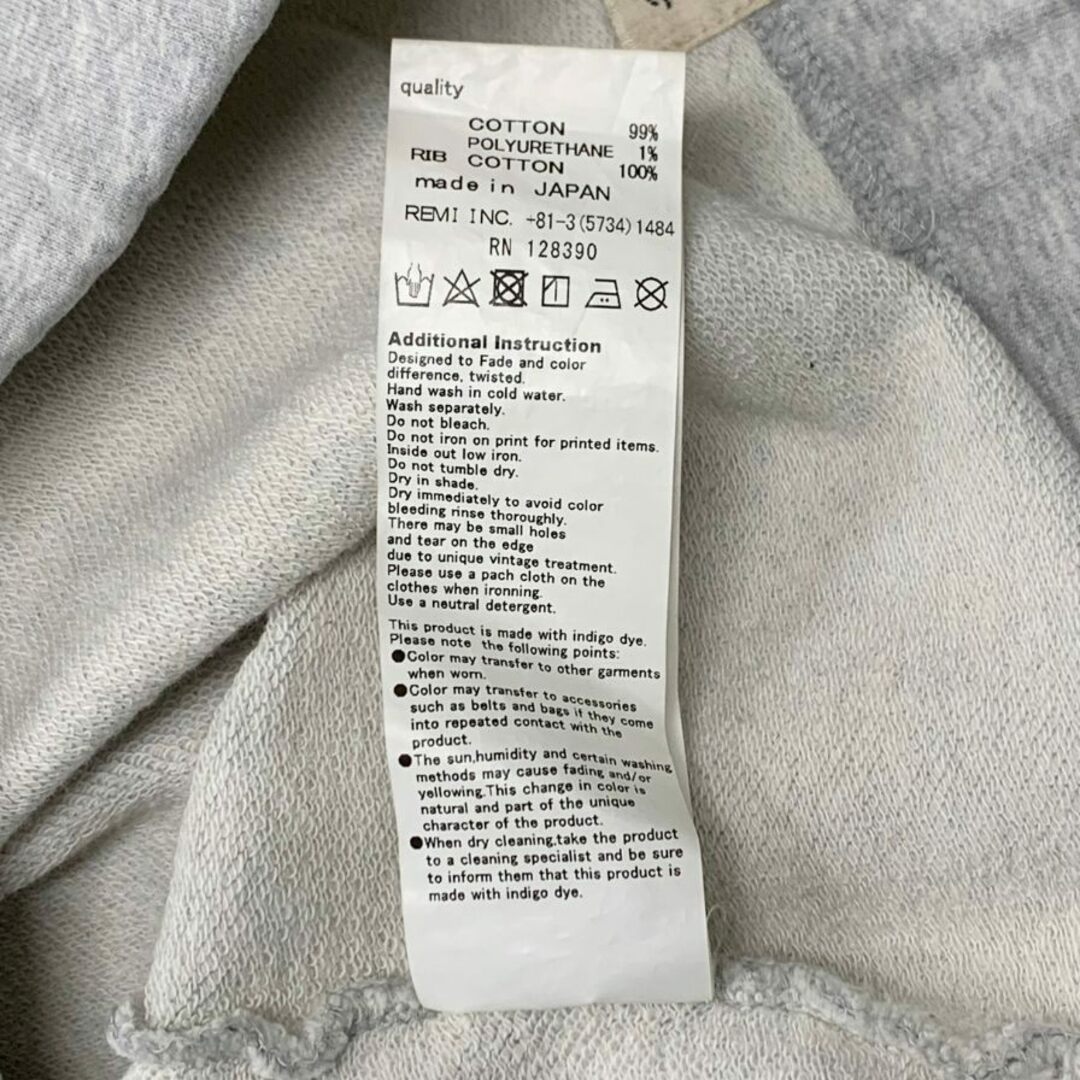 quality
COTTON 99%
POLYURETHANE 1%
RIB COTTON 100%
made in JAPAN
REMI INC. +81-3(5734)1484
RN 128390
Additional Instruction
Designed to Fade and color
difference, twisted.
Hand wash in cold water.
Wash separately.
Do not bleach.
Do not iron on print for printed items.
Inside out low iron.
Do not tumble dry.
Dry in shade.
Dry immediately to avoid color
bleeding rinse thoroughly.
There may be small holes
and tear on the edge
due to unique vintage treatment.
Please use a pach cloth on the
clothes when ironning.
Use a neutral detergent.
This product is made with indigo dye.
Please note the following points:
●Color may transfer to other garments
when worn.
●Color may transfer to accessories
such as belts and bags if they come
into repeated contact with the
product.
●The sun,humidity and certain washing
methods may cause fading and/or
yellowing.This change in color is
natural and part of the unique
character of the product.
●When dry cleaning,take the product
to a cleaning specialist and be sure
to inform them that this product is
made with indigo dye.